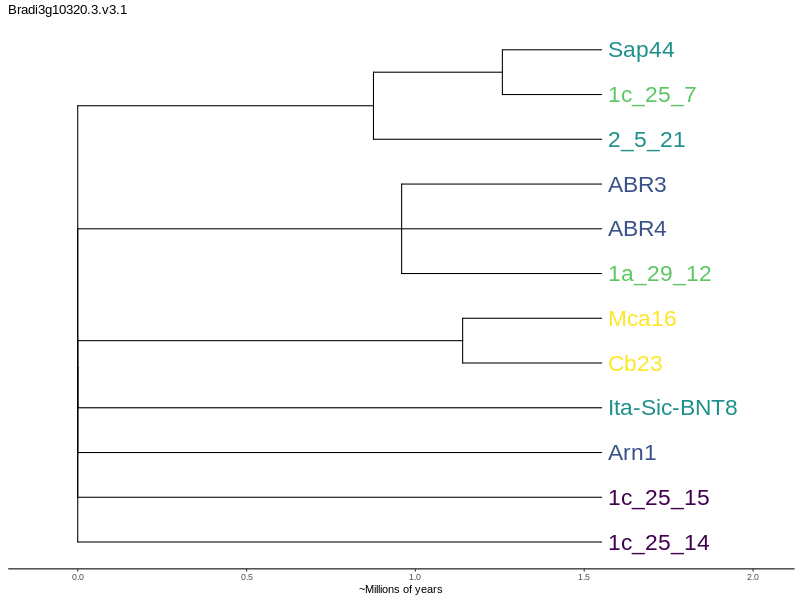 Bradi3g10320.3.v3.1
Sap44
1c_25_7
2_5_21
ABR3
ABR4
1a_29_12
Mca16
Cb23
Ita-Sic-BNT8
Arn1
1c_25_15
1c_25_14
0.0 0.5 1.0 1.5 2.0
~Millions of years